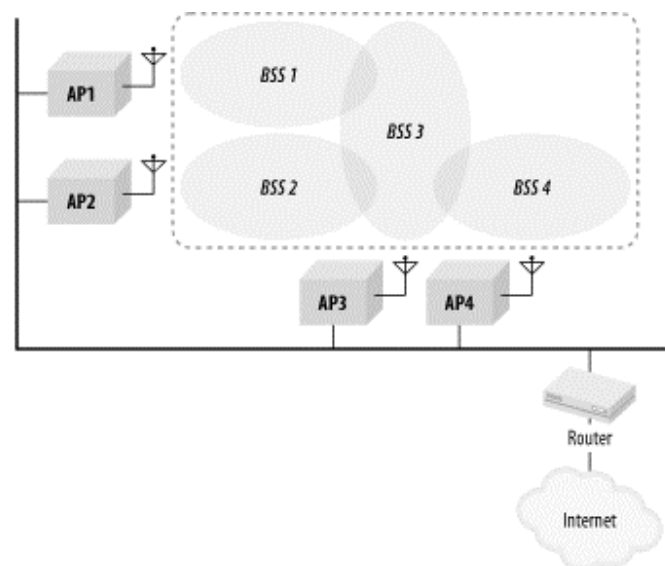 AP1
BSS 1
BSS 3
AP2
BSS 2
BSS 4
AP3
AP4
Router
Internet